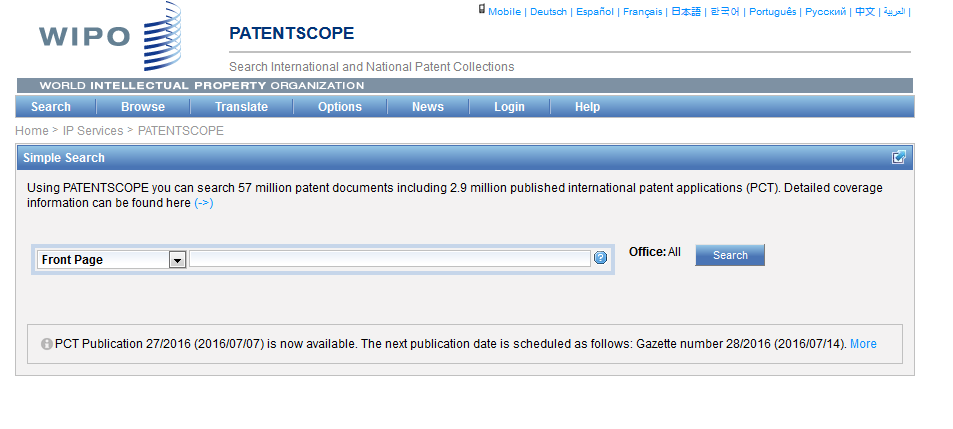 Mobile | Deutsch | Español | Français | 日本語 | 한국어 | Português | Русский | 中文 | العربية |
WIPO
PATENTSCOPE
Search International and National Patent Collections
WORLD INTELLECTUAL PROPERTY ORGANIZATION
Search Browse Translate Options News Login Help
Home > IP Services > PATENTSCOPE
Simple Search
Using PATENTSCOPE you can search 57 million patent documents including 2.9 million published international patent applications (PCT). Detailed coverage
information can be found here (->)
Front Page ? Office: All Search
PCT Publication 27/2016 (2016/07/07) is now available. The next publication date is scheduled as follows: Gazette number 28/2016 (2016/07/14). More